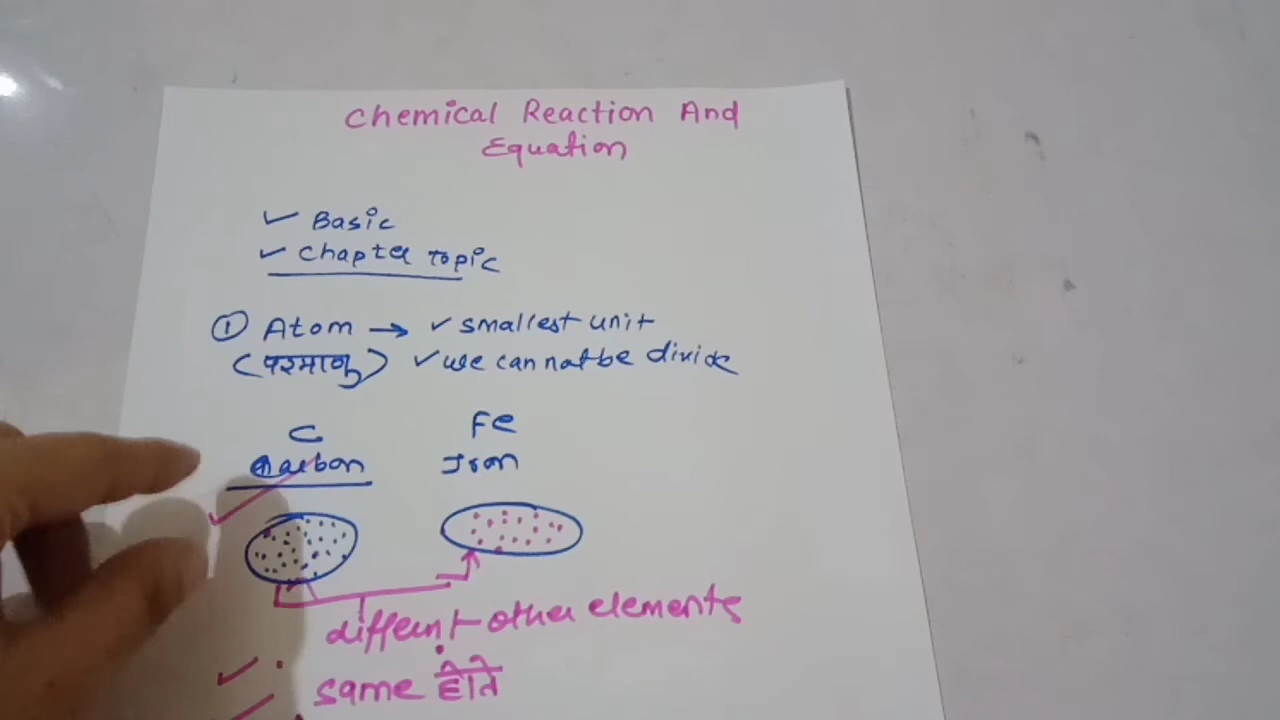 Chemical Reaction And
Equation
✓ Basic
✓ Chapter topic
① Atom → ✓ smallest unit
(परमाणु) ✓ we can not be divide
C Fe
Carbon Iron
differnt other elements
same होते